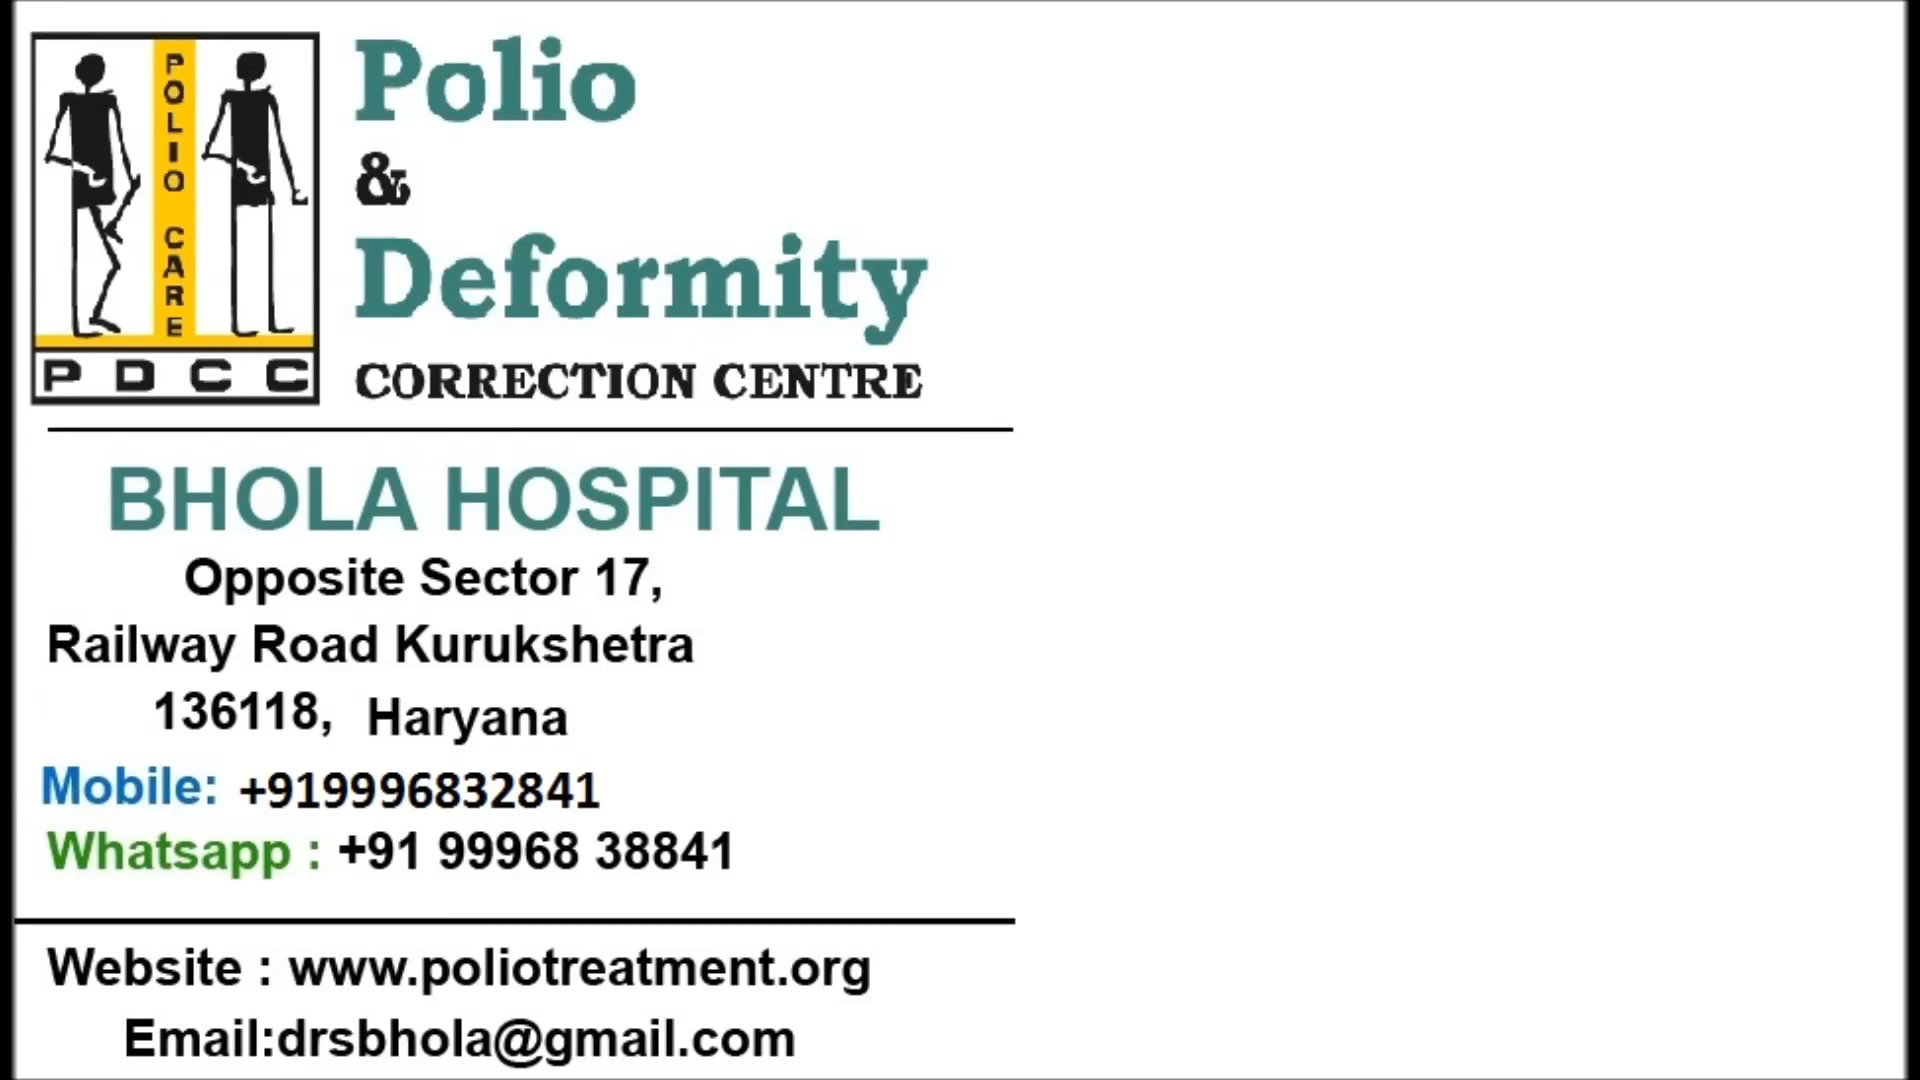 POLIO CARE
PDCC
Polio
&
Deformity
CORRECTION CENTRE
BHOLA HOSPITAL
Opposite Sector 17,
Railway Road Kurukshetra
136118, Haryana
Mobile: +919996832841
Whatsapp : +91 99968 38841
Website : www.poliotreatment.org
Email:drsbhola@gmail.com